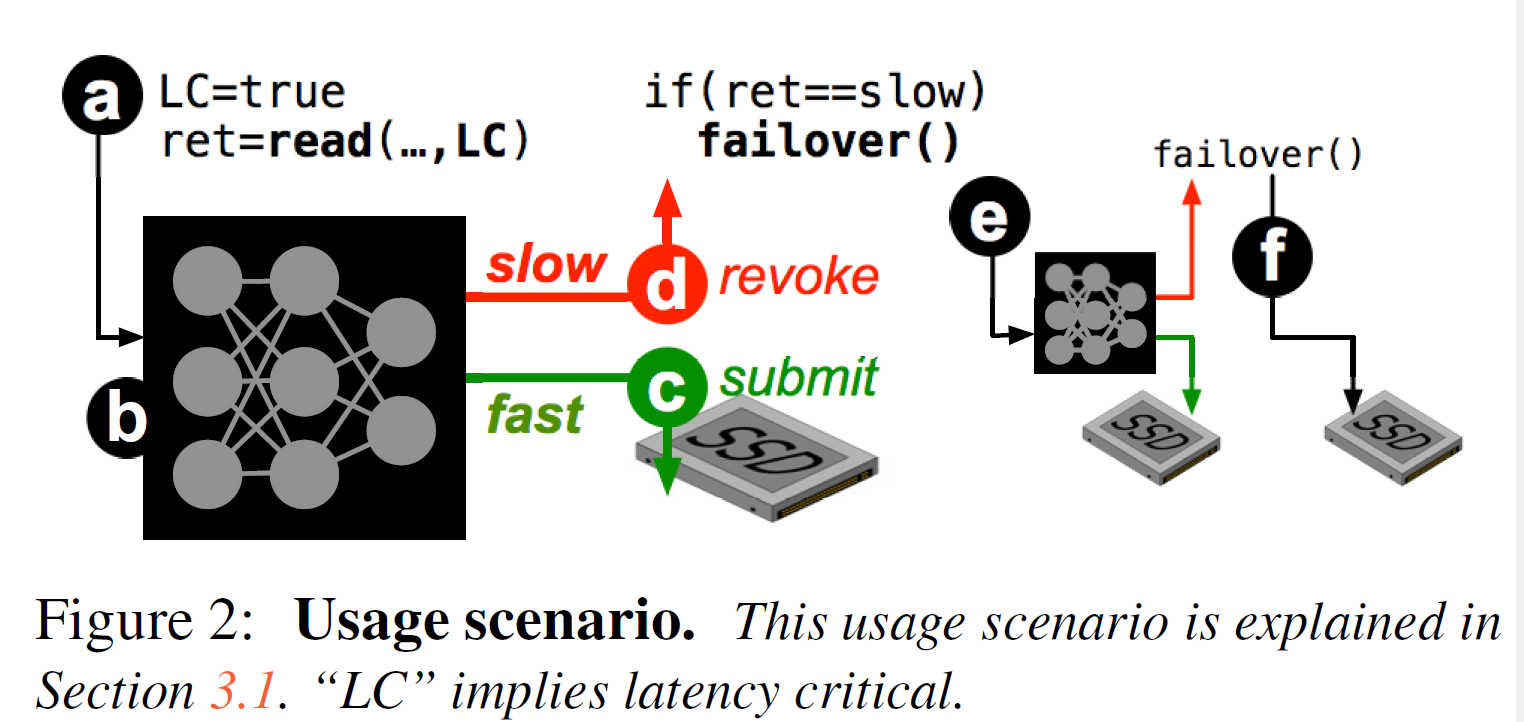 a
LC=true
ret=read(…,LC)
if(ret==slow)
failover()
b
slow
d
revoke
fast
c
submit
SSD
e
failover()
f
SSD
SSD
Figure 2: Usage scenario. This usage scenario is explained in
Section 3.1. “LC” implies latency critical.